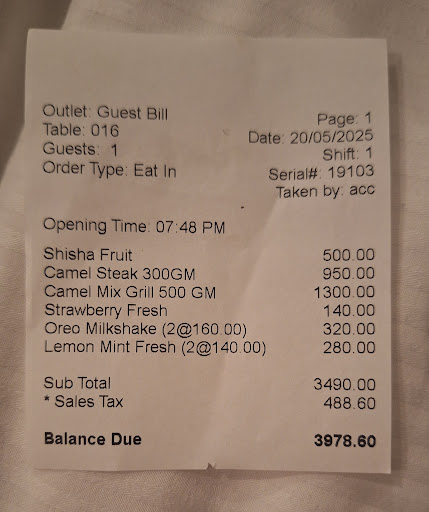 Outlet: Guest Bill
Page: 1
Table: 016
Date: 20/05/2025
Guests: 1
Shift: 1
Order Type: Eat In
Serial#: 19103
Taken by: acc
Opening Time: 07:48 PM
Shisha Fruit 500.00
Camel Steak 300GM 950.00
Camel Mix Grill 500 GM 1300.00
Strawberry Fresh 140.00
Oreo Milkshake (2@160.00) 320.00
Lemon Mint Fresh (2@140.00) 280.00
Sub Total 3490.00
* Sales Tax 488.60
Balance Due 3978.60